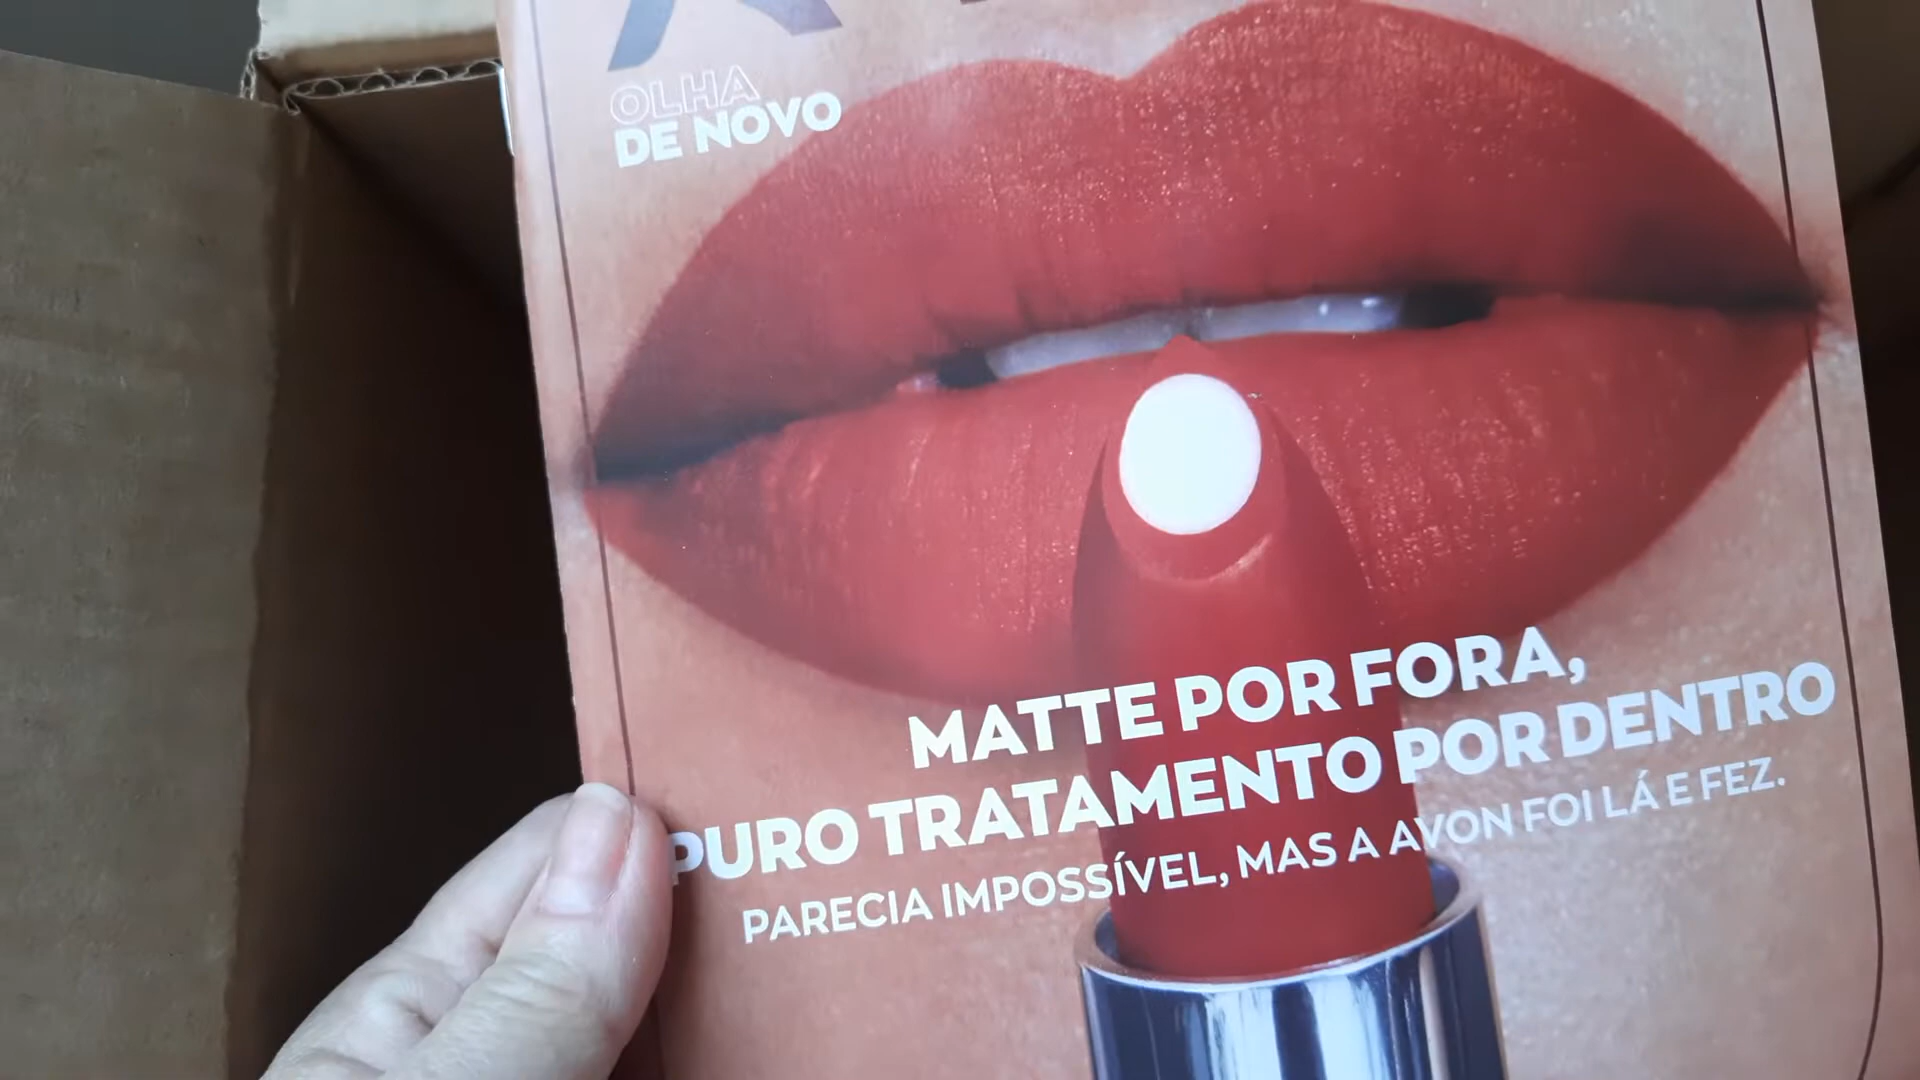 OLHA
DE NOVO
MATTE POR FORA,
PURO TRATAMENTO POR DENTRO
PARECIA IMPOSSÍVEL, MAS A AVON FOI LÁ E FEZ.